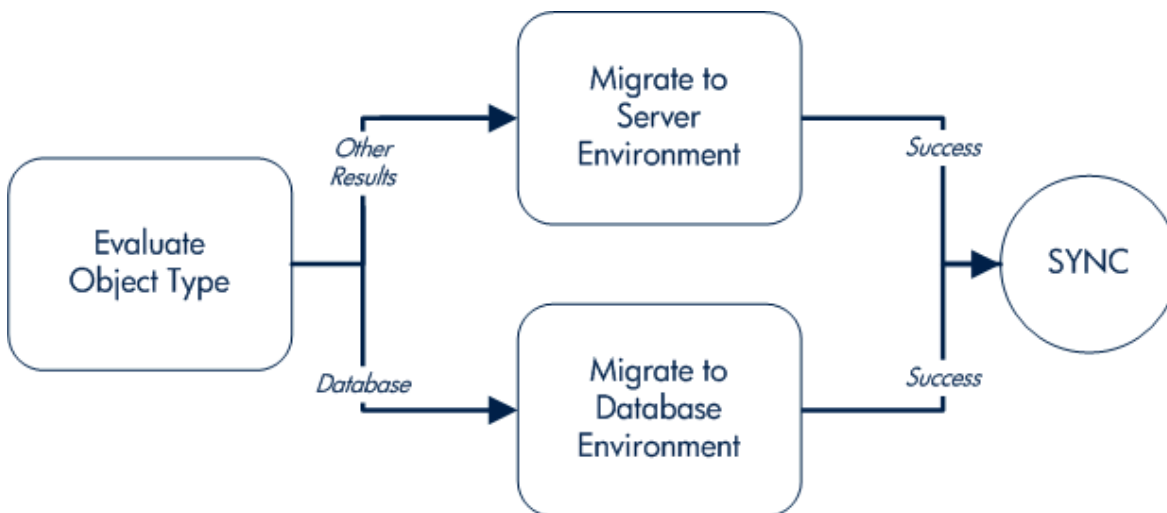 Evaluate
Object Type
Other
Results
Database
Migrate to
Server
Environment
Migrate to
Database
Environment
Success
Success
SYNC